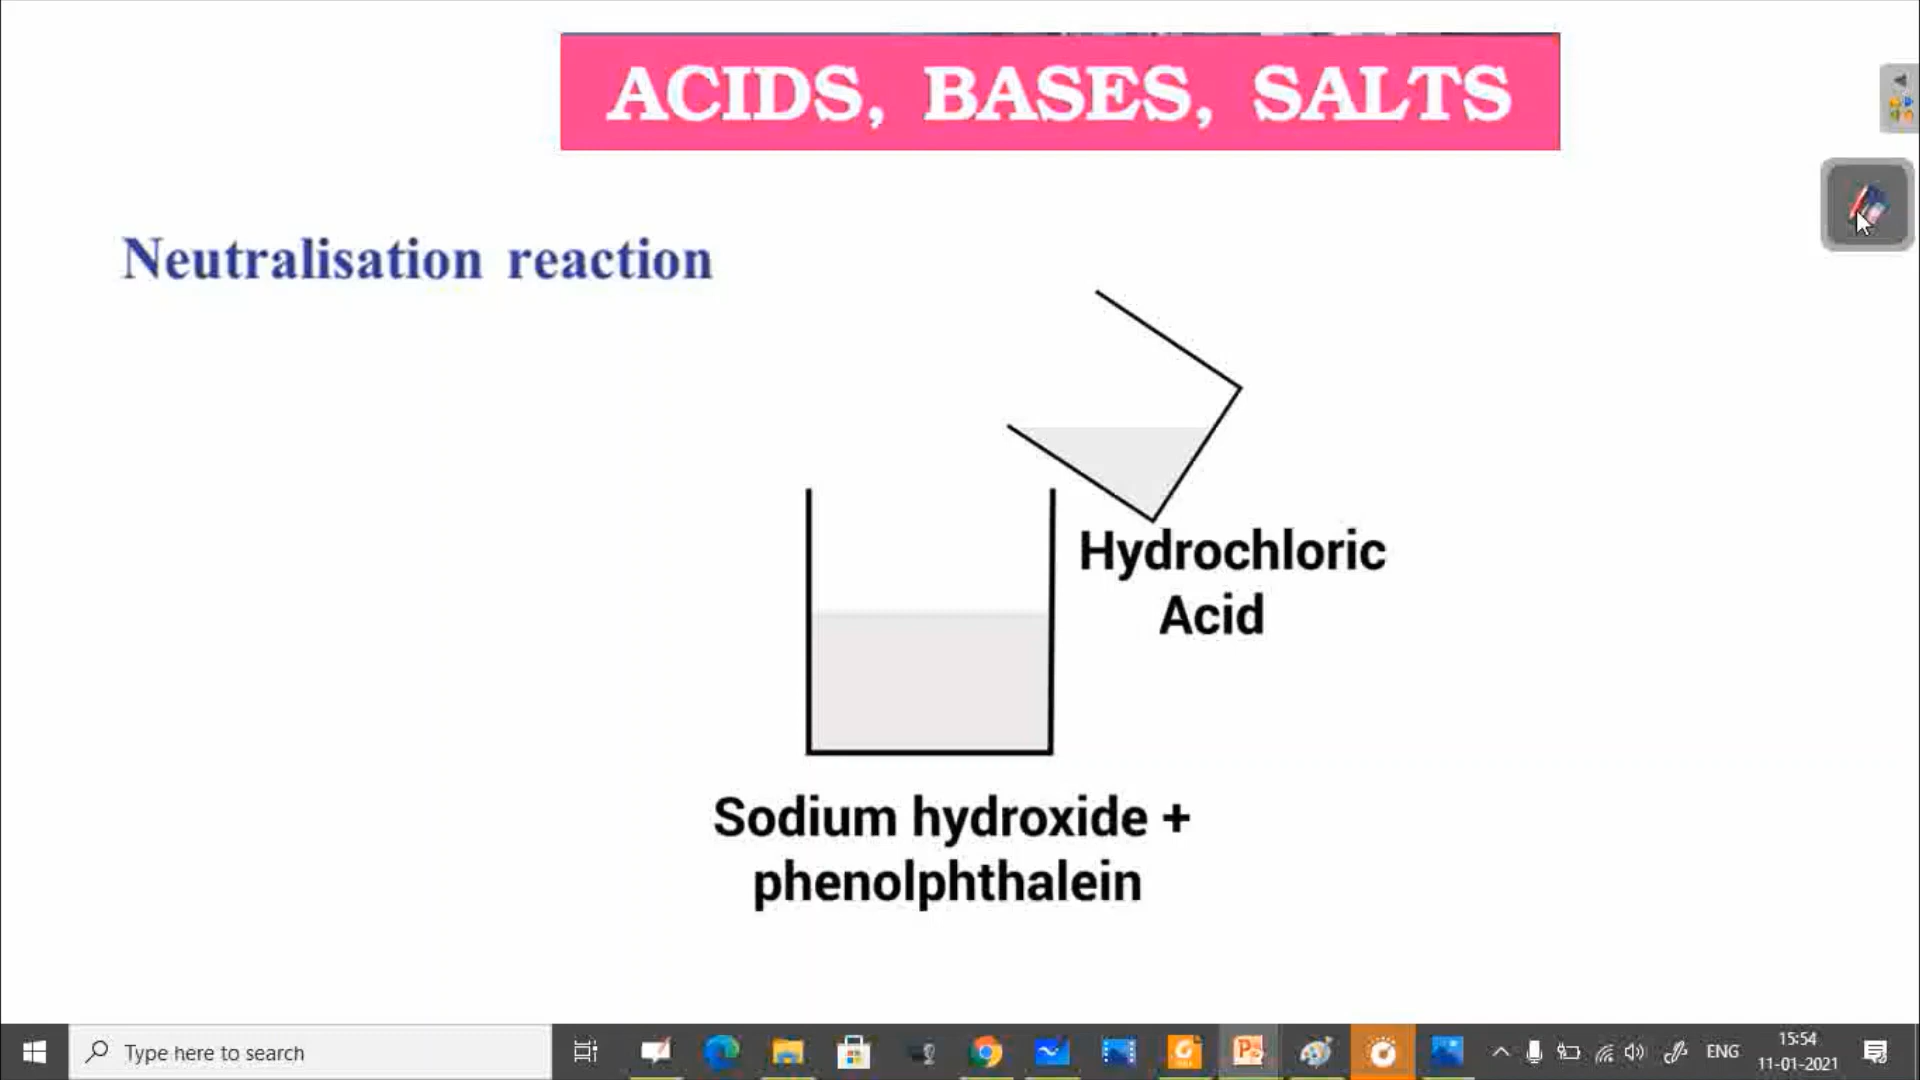 ACIDS, BASES, SALTS
Neutralisation reaction
Hydrochloric
Acid
Sodium hydroxide +
phenolphthalein
Type here to search
ENG
15:54
11-01-2021